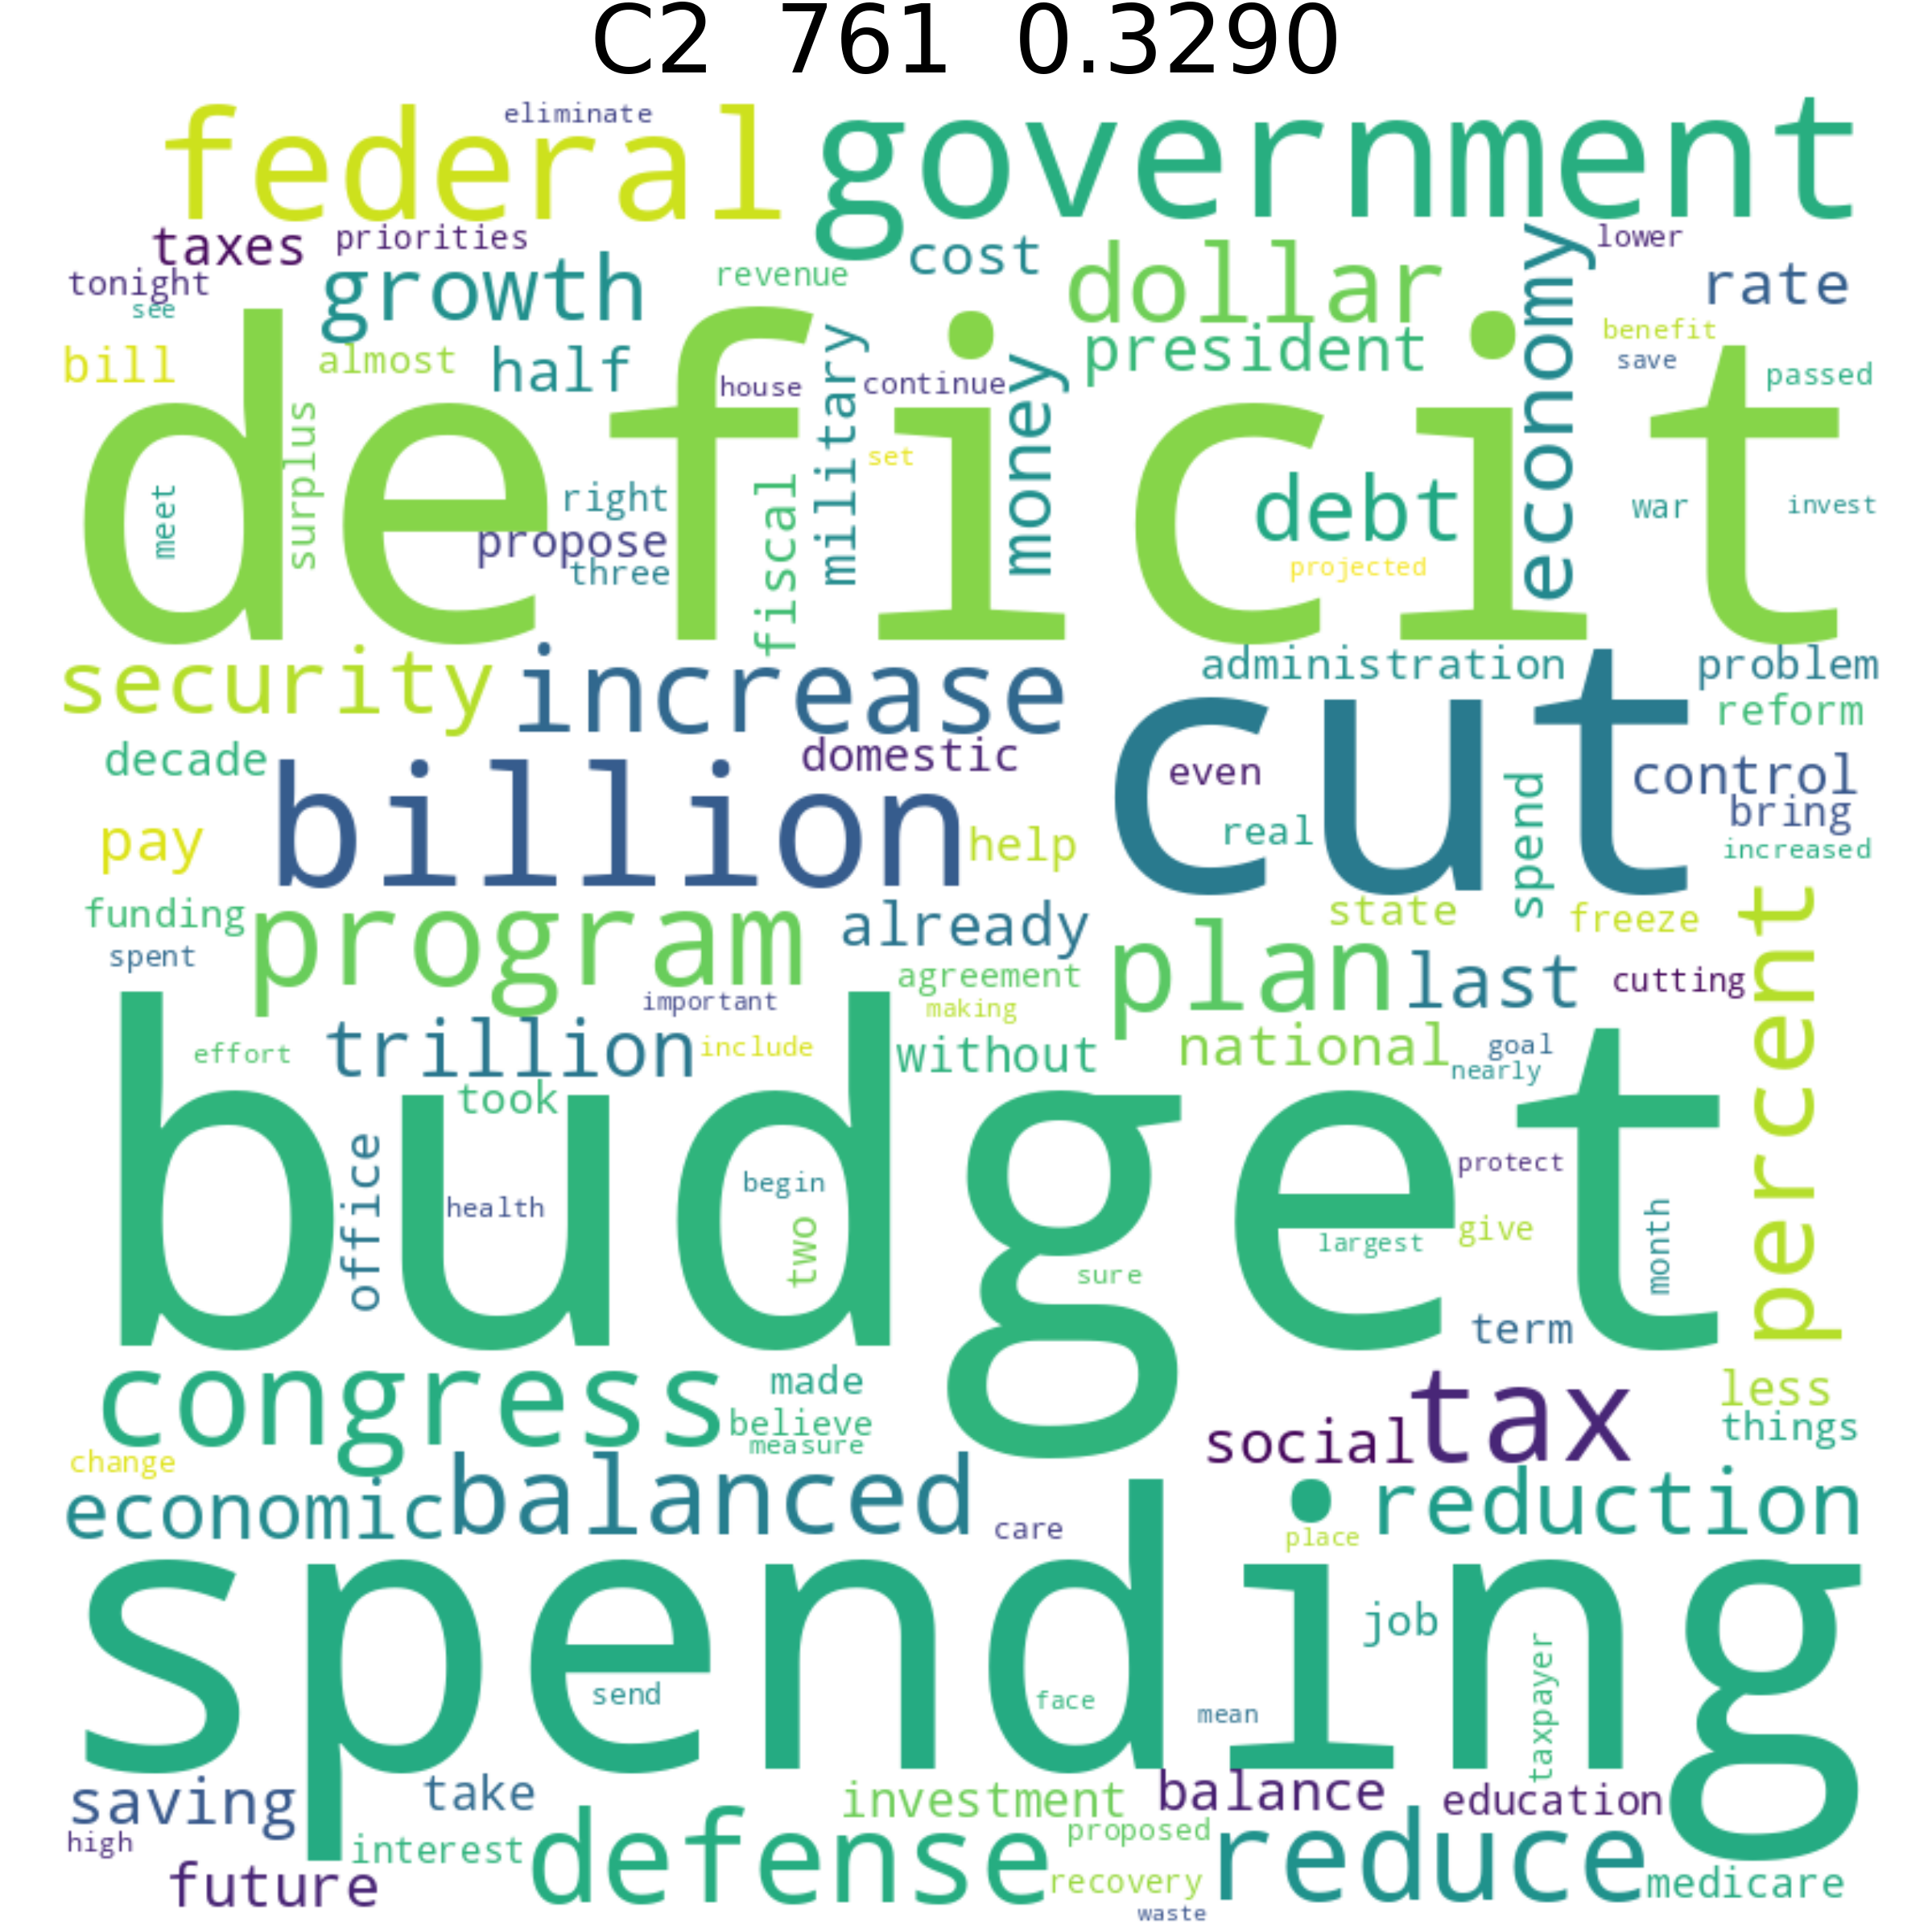 C2 761 0.3290
eliminate
federal government
taxes priorities
lower
tonight
growth
revenue
cost
dollar
economy
rate
see
bill
almost
half
military
president
benefit
save
passed
house
continue
money
deficit
surplus
set
meet
right
fiscal
debt
war
invest
propose
three
projected
security
increase
administration
problem
reform
cut
decade
domestic
even
control
billion
bring
pay
help
real
spend
increased
percent
funding
program
already
state
freeze
spent
agreement
plan
last
cutting
important
making
effort
trillion
include
without
national
goal
nearly
took
budget
office
health
begin
two
protect
give
largest
sure
month
term
congress
made
believe
measure
tax
less
things
social
change
economic
balanced
care
place
reduction
spending
job
send
face
mean
taxpayer
saving
take
investment
balance
education
high
interest
defense
proposed
reduce
future
recovery
medicare
waste